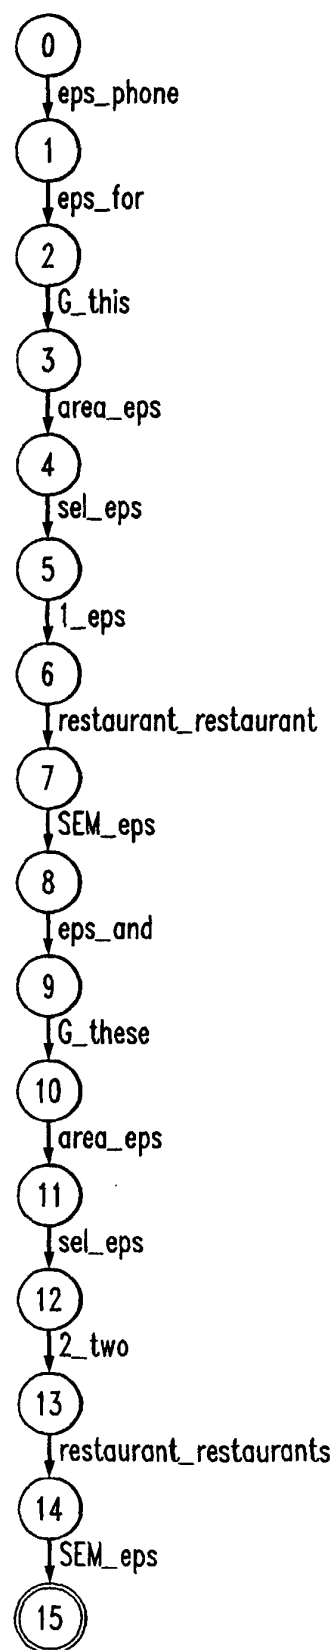 0
eps_phone
1
eps_for
2
G_this
3
area_eps
4
sel_eps
5
1_eps
6
restaurant_restaurant
7
SEM_eps
8
eps_and
9
G_these
10
area_eps
11
sel_eps
12
2_two
13
restaurant_restaurants
14
SEM_eps
15